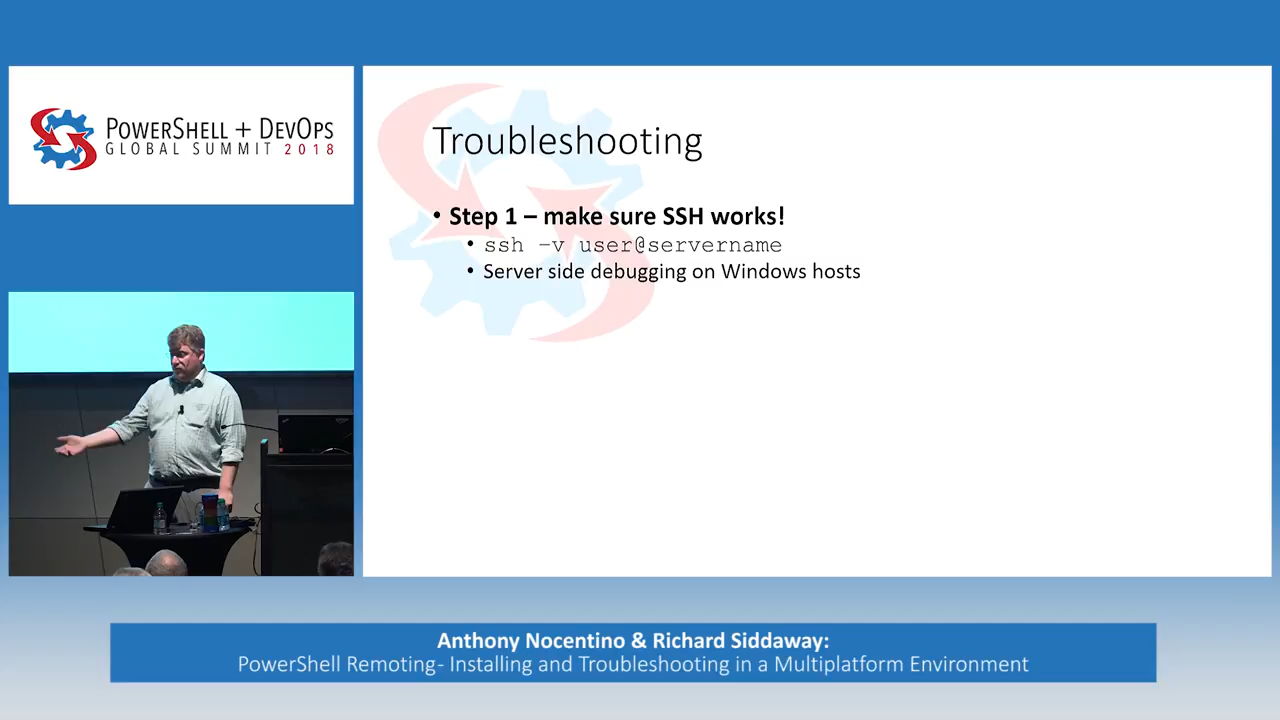 POWERSHELL + DEVOPS
GLOBAL SUMMIT 2018
Troubleshooting
• Step 1 – make sure SSH works!
• ssh –v user@servername
• Server side debugging on Windows hosts
Anthony Nocentino & Richard Siddaway:
PowerShell Remoting- Installing and Troubleshooting in a Multiplatform Environment